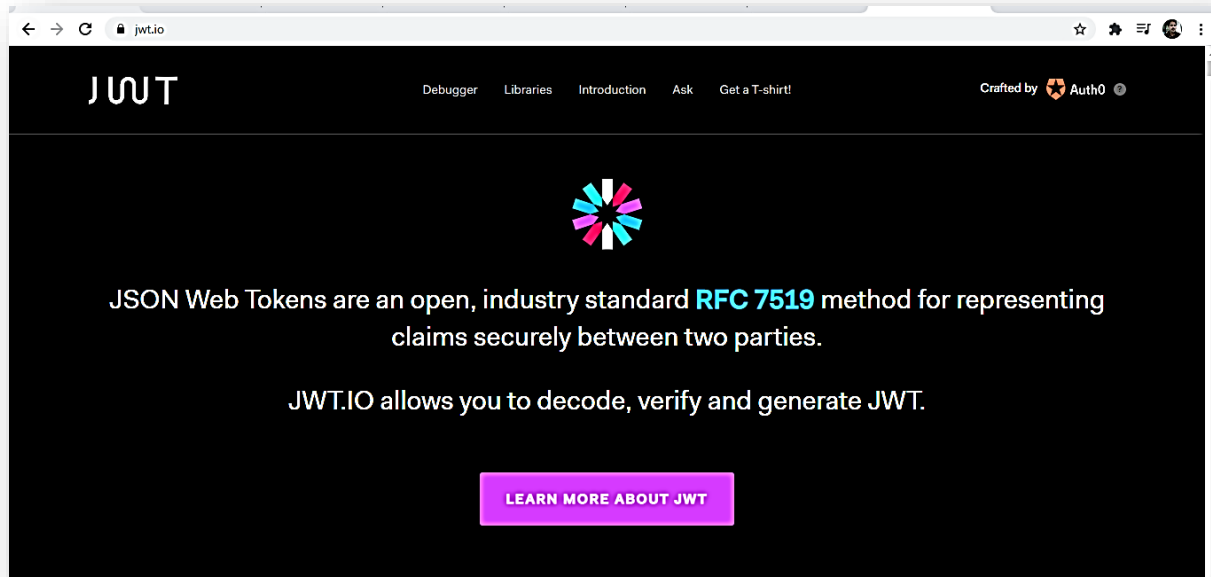 jwt.io
JWT
Debugger Libraries Introduction Ask Get a T-shirt!
Crafted by Auth0 ?
JSON Web Tokens are an open, industry standard RFC 7519 method for representing
claims securely between two parties.
JWT.IO allows you to decode, verify and generate JWT.
LEARN MORE ABOUT JWT